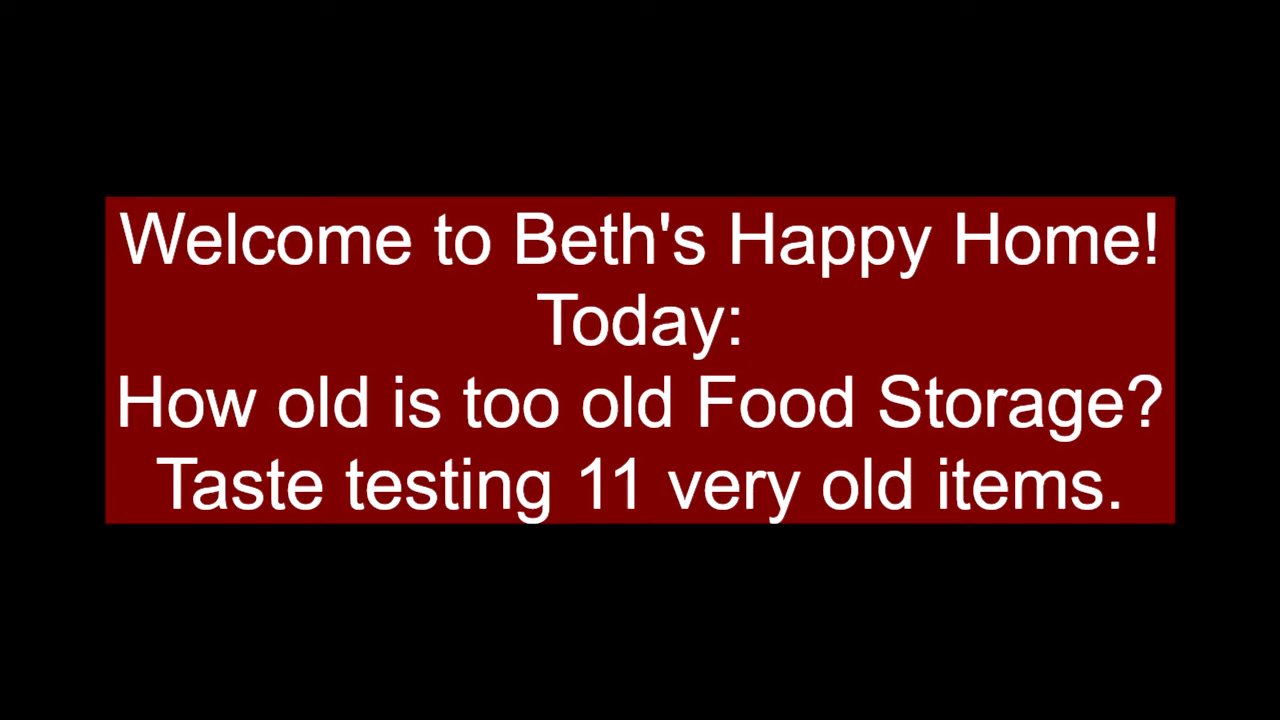 Welcome to Beth's Happy Home!
Today:
How old is too old Food Storage?
Taste testing 11 very old items.